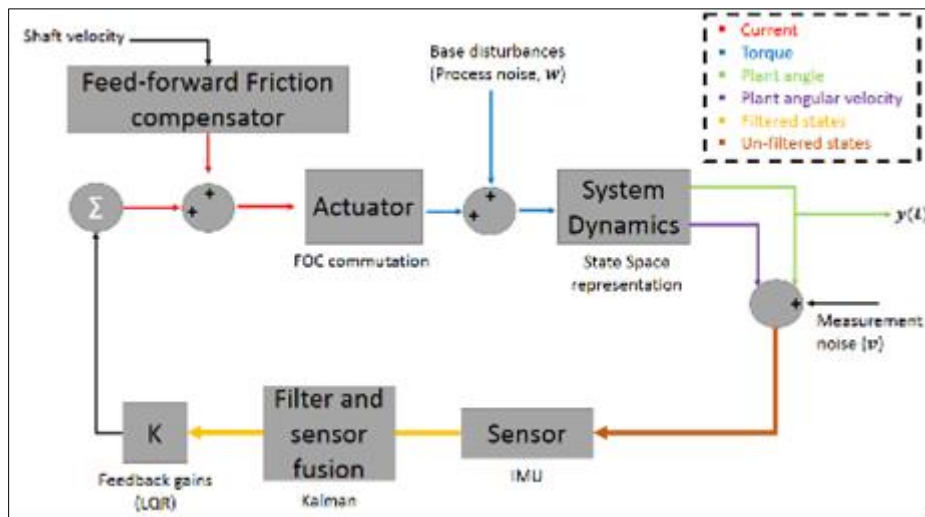 Shaft velocity
Feed-forward Friction
compensator
Base disturbances
(Process noise, w)
Current
Torque
Plant angle
Plant angular velocity
Filtered states
Un-filtered states
Σ
+
+
Actuator
FOC commutation
+
+
System
Dynamics
State Space
representation
y(t)
+
Measurement
noise (v)
K
Feedback gains
(LQR)
Filter and
sensor
fusion
Kalman
Sensor
IMU